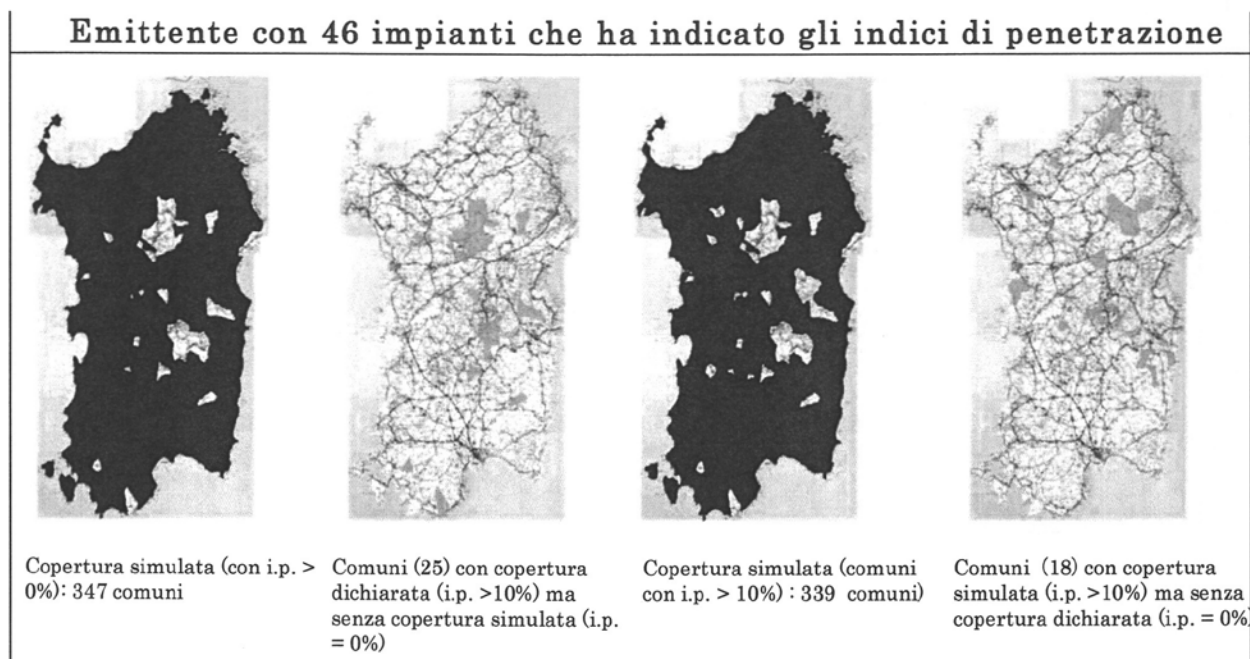 Emittente con 46 impianti che ha indicato gli indici di penetrazione
Copertura simulata (con i.p. >
0%): 347 comuni
Comuni (25) con copertura
dichiarata (i.p. >10%) ma
senza copertura simulata (i.p.
= 0%)
Copertura simulata (comuni
con i.p. > 10%) : 339 comuni)
Comuni (18) con copertura
simulata (i.p. >10%) ma senza
copertura dichiarata (i.p. = 0%)